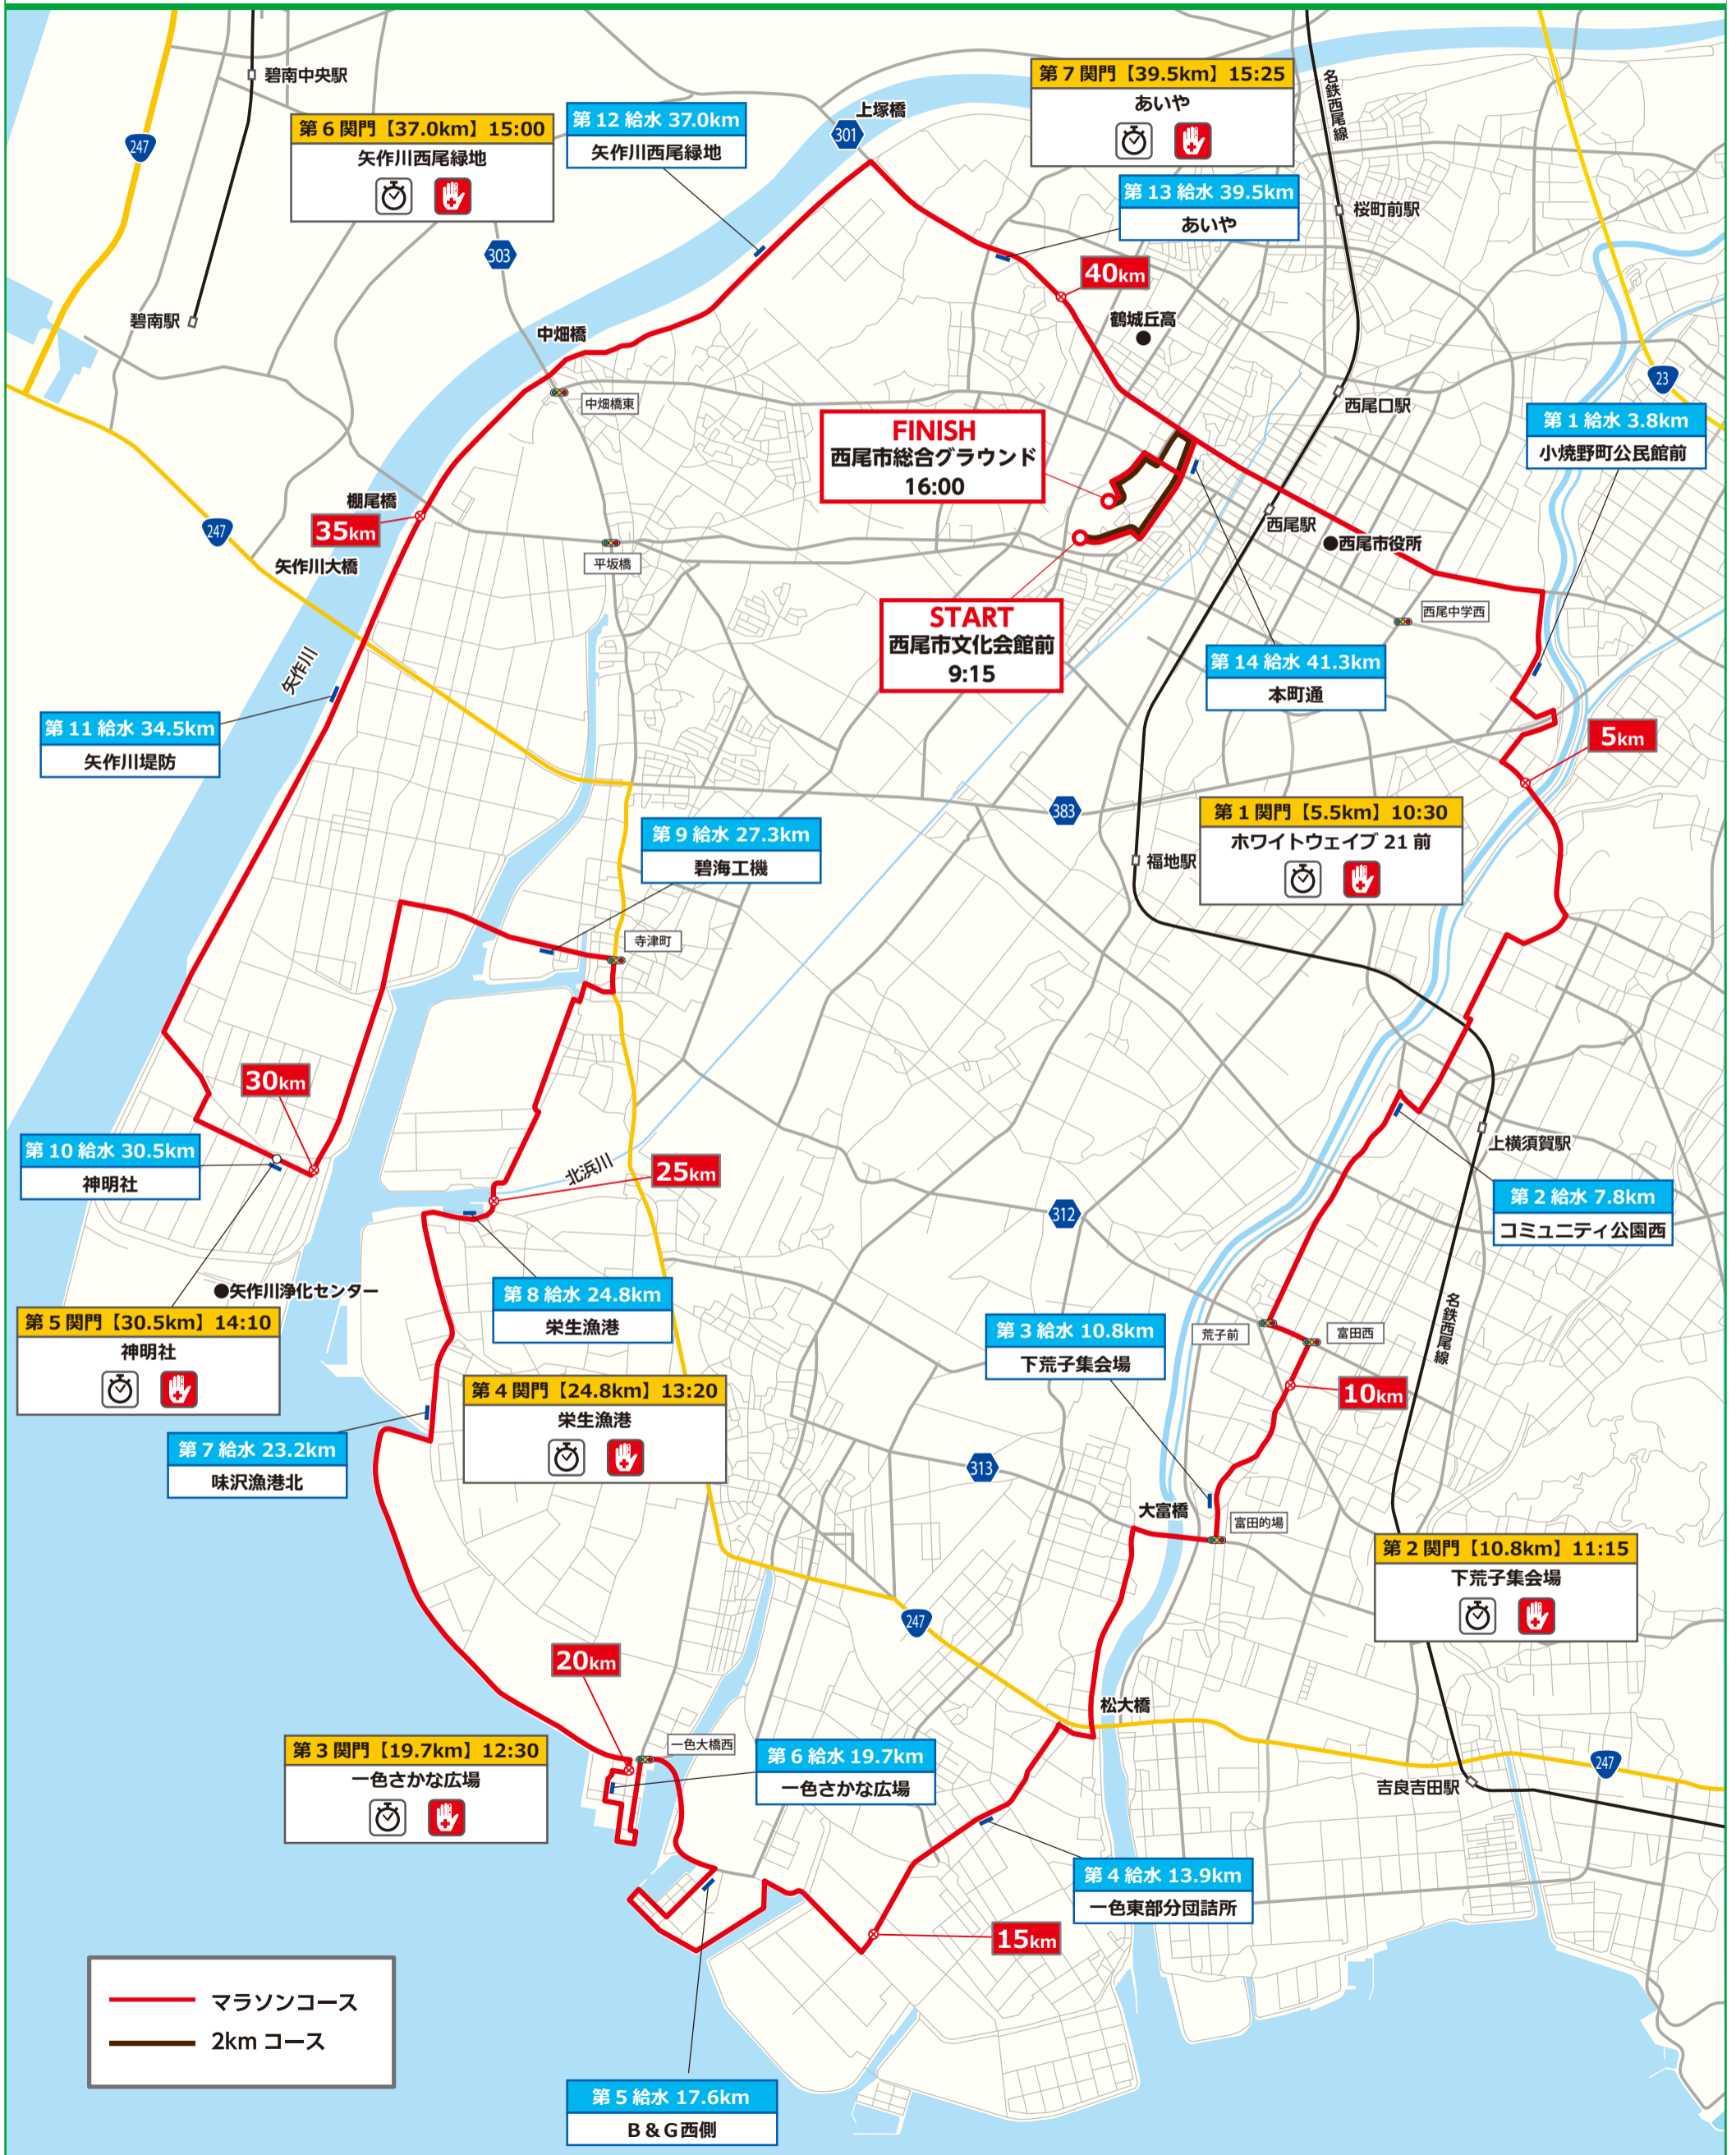 碧南中央駅
247
碧南駅
第6関門【37.0km】15:00
矢作川西尾緑地
第12給水 37.0km
矢作川西尾緑地
上塚橋
301
第7関門【39.5km】15:25
あいや
第13給水 39.5km
あいや
名鉄西尾線
桜町前駅
303
40km
鶴城丘高
23
中畑橋
中畑橋東
西尾口駅
第1給水 3.8km
小焼野町公民館前
FINISH
西尾市総合グラウンド
16:00
棚尾橋
35km
247
矢作川大橋
平坂橋
西尾駅
西尾市役所
START
西尾市文化会館前
9:15
西尾中学西
矢作川
第14給水 41.3km
本町通
第11給水 34.5km
矢作川堤防
5km
383
第1関門【5.5km】10:30
ホワイトウェイブ21前
第9給水 27.3km
碧海工機
福地駅
寺津町
30km
第10給水 30.5km
神明社
北浜川
25km
上横須賀駅
第2給水 7.8km
コミュニティ公園西
312
矢作川浄化センター
第8給水 24.8km
栄生漁港
第5関門【30.5km】14:10
神明社
第3給水 10.8km
下荒子集会場
荒子前
富田西
名鉄西尾線
第4関門【24.8km】13:20
栄生漁港
10km
第7給水 23.2km
味沢漁港北
313
大富橋
富田的場
第2関門【10.8km】11:15
下荒子集会場
247
20km
松大橋
第3関門【19.7km】12:30
一色さかな広場
一色大橋西
第6給水 19.7km
一色さかな広場
247
吉良吉田駅
第4給水 13.9km
一色東部分団詰所
15km
マラソンコース
2kmコース
第5給水 17.6km
B&G西側